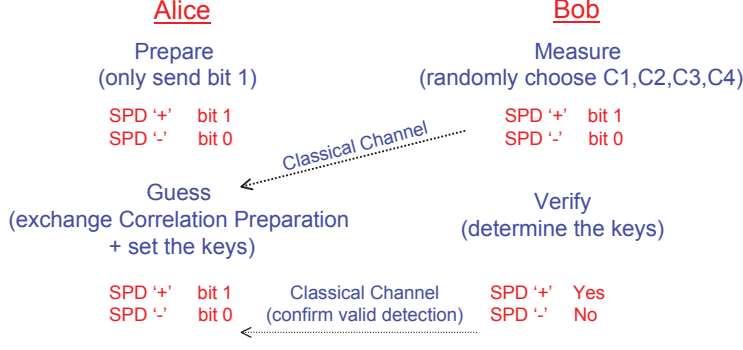 Alice
Bob
Prepare
(only send bit 1)
Measure
(randomly choose C1,C2,C3,C4)
SPD ‘+’ bit 1
SPD ‘-’ bit 0
SPD ‘+’ bit 1
SPD ‘-’ bit 0
Classical Channel
Guess
(exchange Correlation Preparation
+ set the keys)
Verify
(determine the keys)
SPD ‘+’ bit 1
SPD ‘-’ bit 0
Classical Channel
(confirm valid detection)
SPD ‘+’ Yes
SPD ‘-’ No